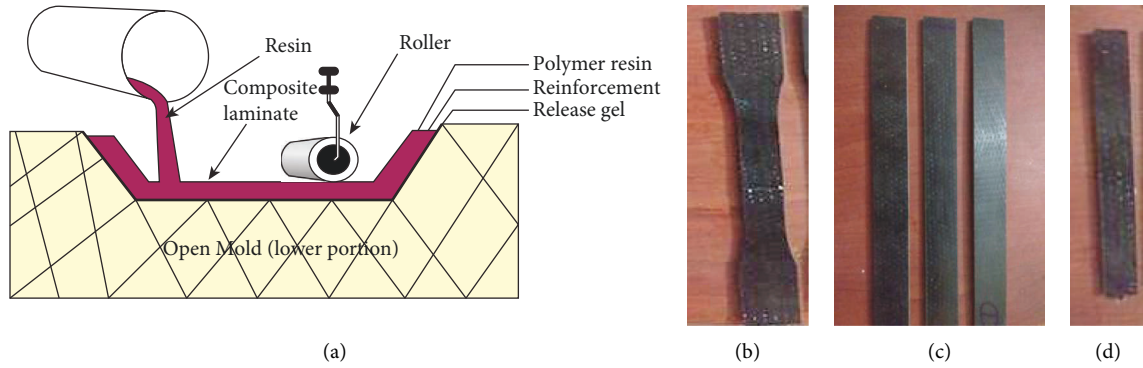 Resin
Roller
Composite
laminate
Polymer resin
Reinforcement
Release gel
Open Mold (lower portion)
(a)
(b)
(c)
(d)